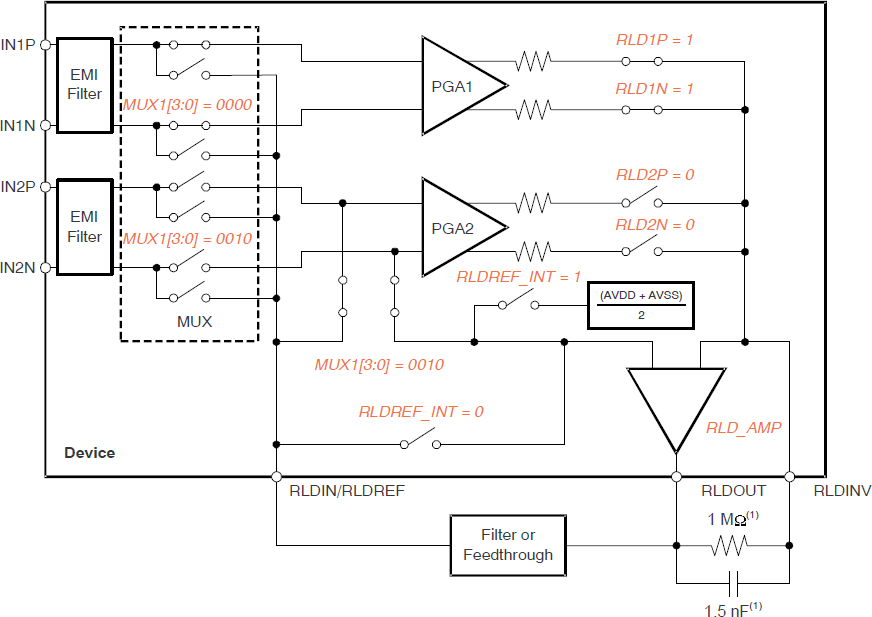 IN1P
EMI
Filter
IN1N
MUX1[3:0] = 0000
PGA1
RLD1P = 1
RLD1N = 1
IN2P
EMI
Filter
IN2N
MUX1[3:0] = 0010
MUX
PGA2
RLD2P = 0
RLD2N = 0
RLDREF_INT = 1
(AVDD + AVSS)
2
MUX1[3:0] = 0010
RLDREF_INT = 0
RLD_AMP
Device
RLDIN/RLDREF
RLDOUT
RLDINV
Filter or
Feedthrough
1 MΩ(1)
1.5 nF(1)